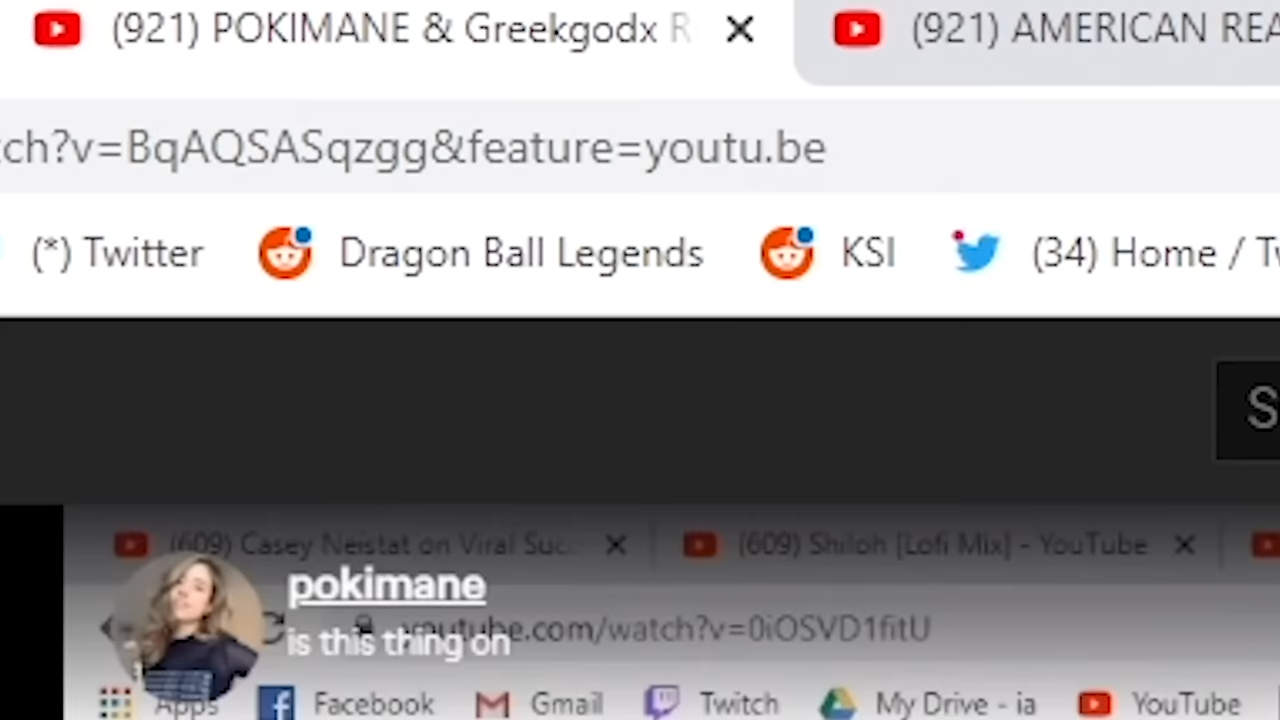 (921) POKIMANE & Greekgodx R
(921) AMERICAN REA
tch?v=BqAQSASqzgg&feature=youtu.be
(*) Twitter
Dragon Ball Legends
KSI
(34) Home / Tw
S
(609) Casey Neistat on Viral Suc
(609) Shiloh [Lofi Mix] - YouTube
pokimane
youtube.com/watch?v=0iOSVD1fitU
is this thing on
Apps
Facebook
Gmail
Twitch
My Drive - ia
YouTube